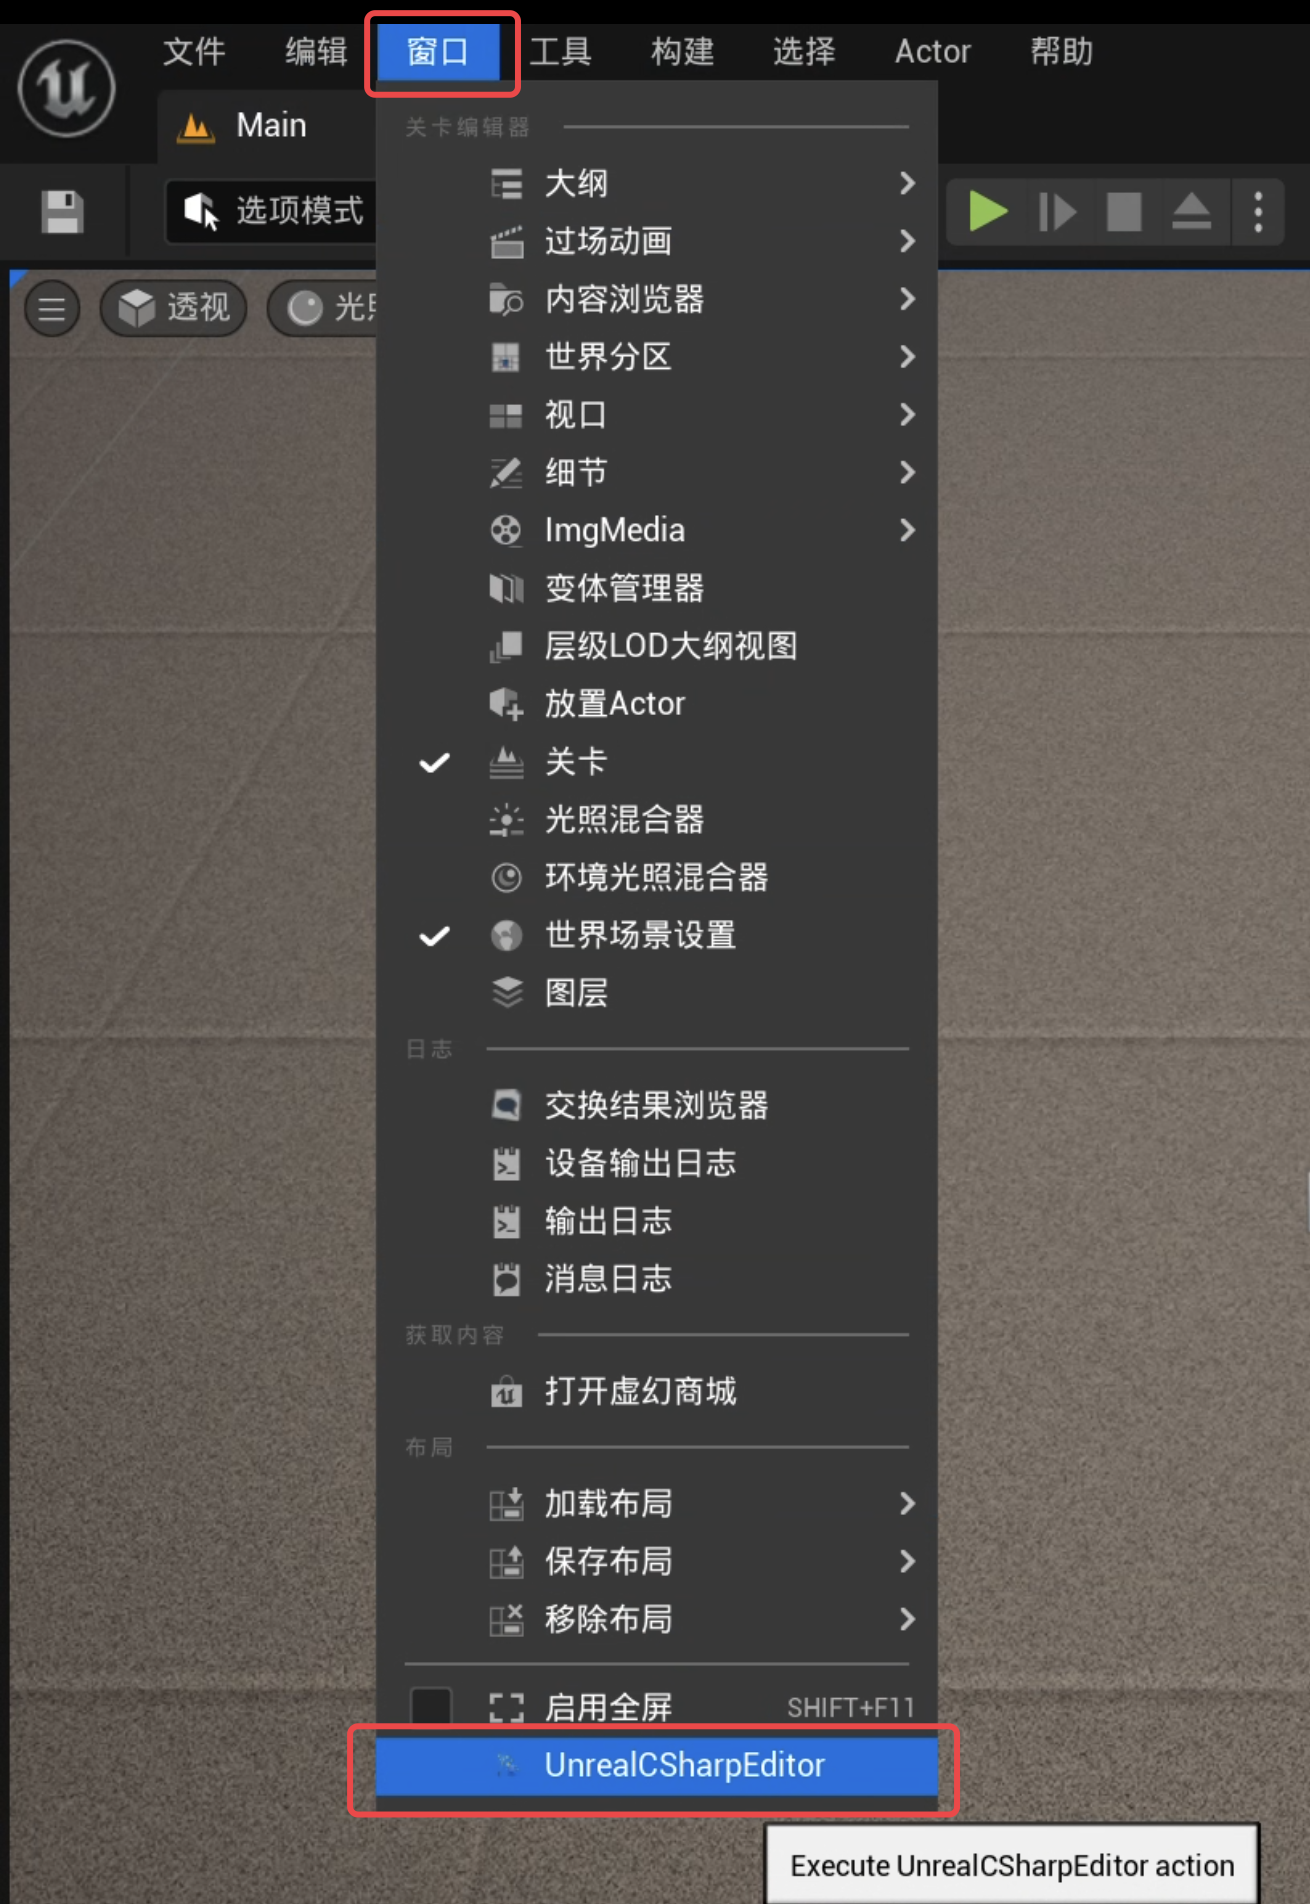 文件 编辑 窗口 工具 构建 选择 Actor 帮助
Main
选项模式
透视
光照
关卡编辑器
大纲
过场动画
内容浏览器
世界分区
视口
细节
ImgMedia
变体管理器
层级LOD大纲视图
放置Actor
关卡
光照混合器
环境光照混合器
世界场景设置
图层
日志
交换结果浏览器
设备输出日志
输出日志
消息日志
获取内容
打开虚幻商城
布局
加载布局
保存布局
移除布局
启用全屏 SHIFT+F11
UnrealCSharpEditor
Execute UnrealCSharpEditor action